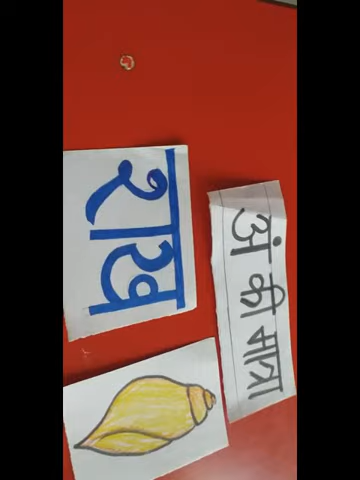 अं की मात्रा
शख